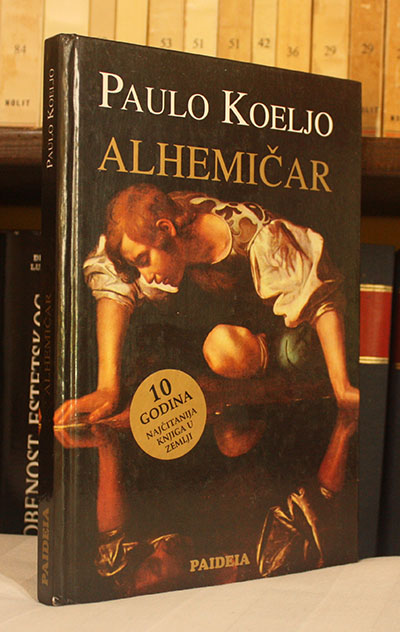 84
53
51
42
36
29
29
NOLIT
NOLIT
PAULO KOELJO
ALHEMIČAR
10
GODINA
NAJČITANIJA
KNJIGA U
ZEMLJI
PAIDEIA
PAULO KOELJO
ALHEMIČAR
PAIDEIA
OBENOST ESTETSKOG